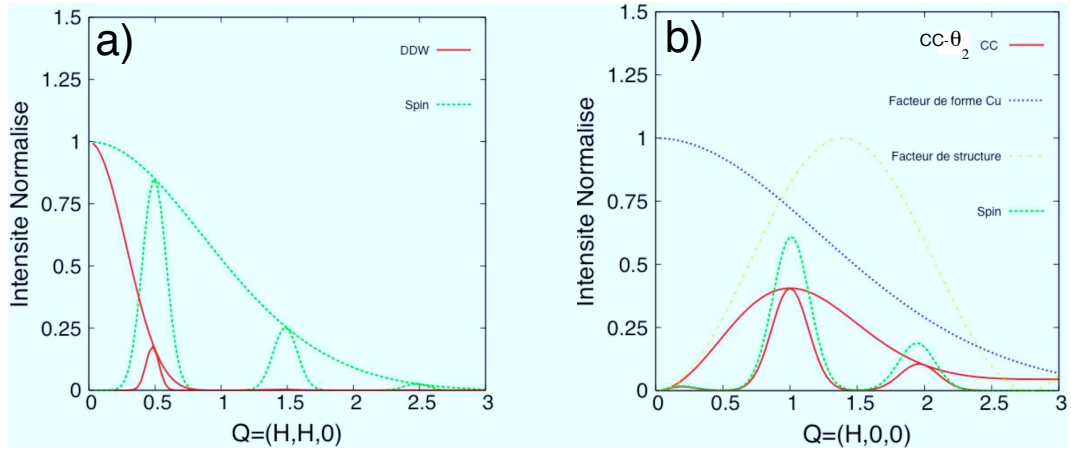 a)
DDW
Spin
Intensite Normalise
1.5
1.25
1
0.75
0.5
0.25
0
0 0.5 1 1.5 2 2.5 3
Q=(H,H,0)
b)
CC-θ2 CC
Facteur de forme Cu
Facteur de structure
Spin
Intensite Normalise
1.5
1.25
1
0.75
0.5
0.25
0
0 0.5 1 1.5 2 2.5 3
Q=(H,0,0)